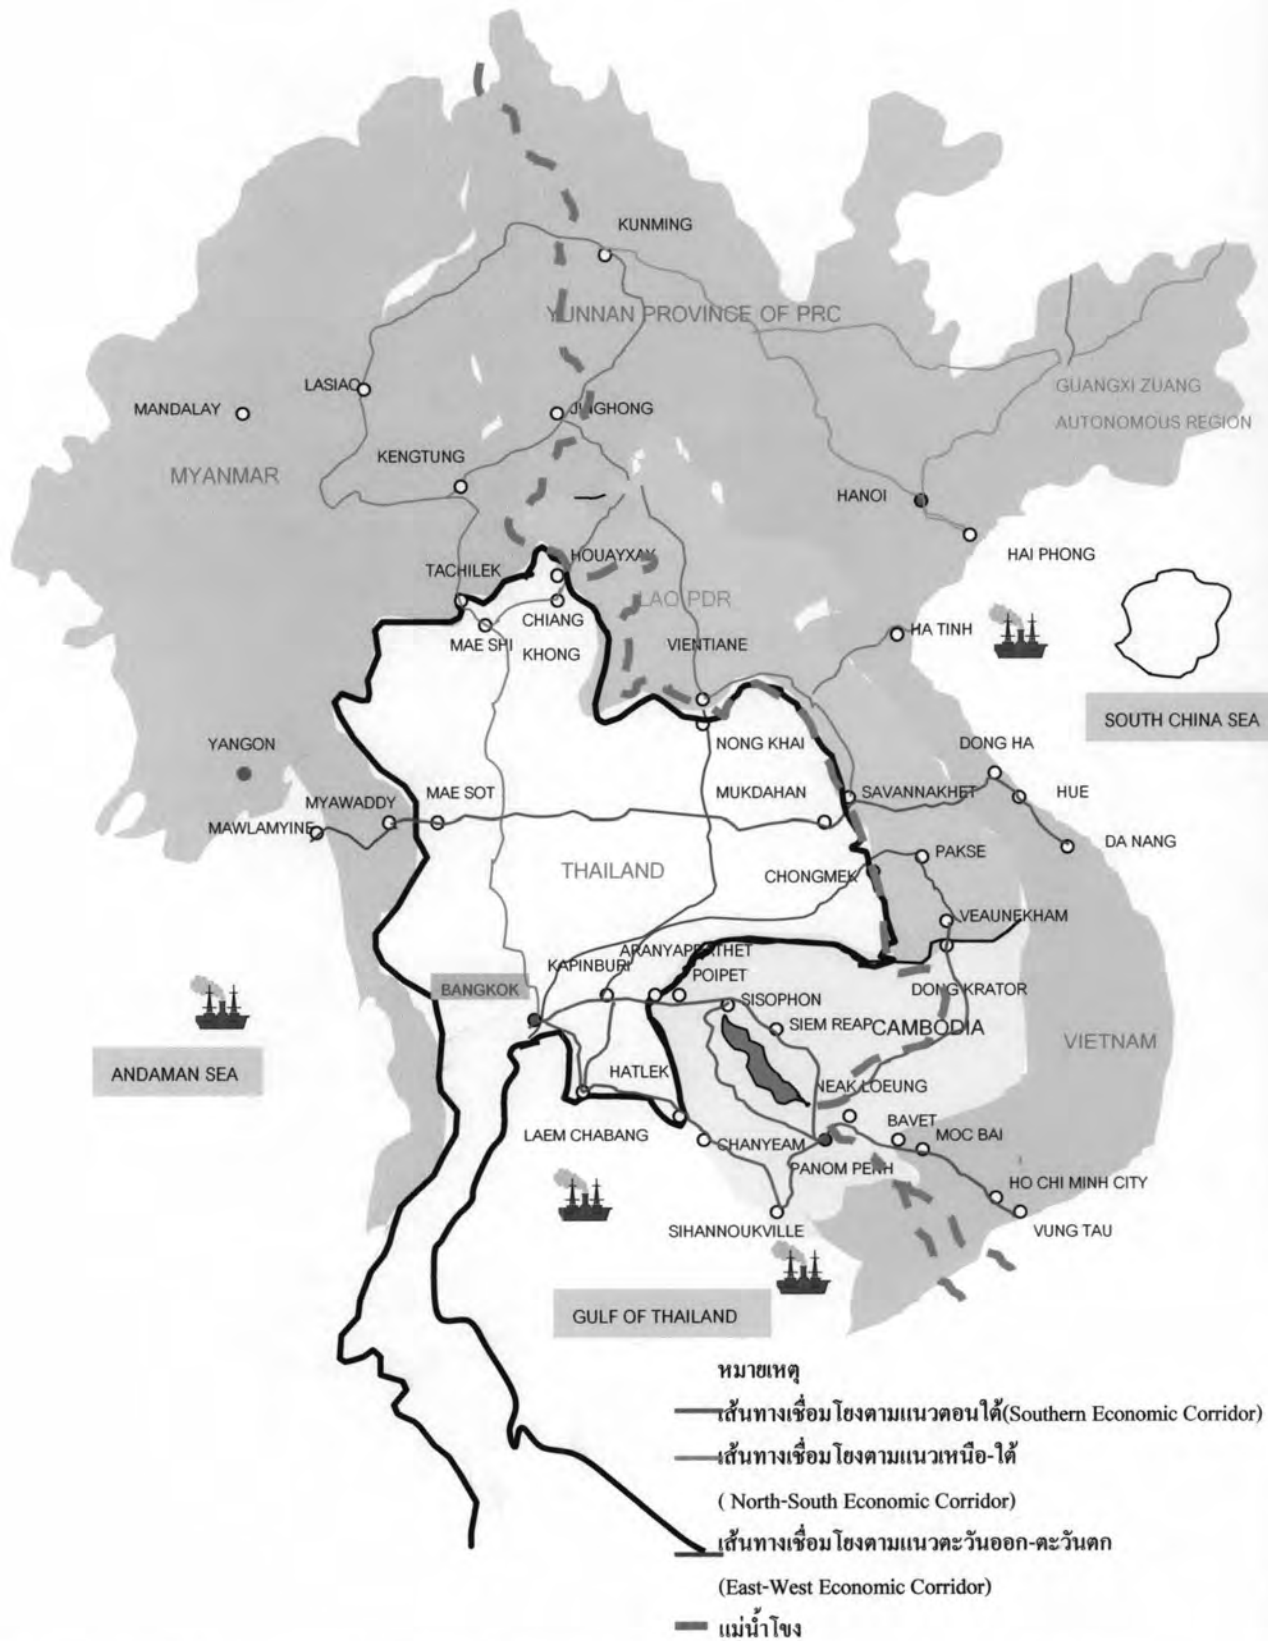 KUNMING
YUNNAN PROVINCE OF PRC
LASIAO
GUANGXI ZUANG
AUTONOMOUS REGION
MANDALAY
JINGHONG
KENGTUNG
MYANMAR
HANOI
HAI PHONG
HOUAYXAY
TACHILEK
LAO PDR
CHIANG
KHONG
MAE SHI
VIENTIANE
HA TINH
SOUTH CHINA SEA
YANGON
NONG KHAI
DONG HA
MYAWADDY
MAE SOT
MUKDAHAN
SAVANNAKHET
HUE
MAWLAMYINE
DA NANG
THAILAND
CHONGMEK
PAKSE
VEAUNEKHAM
ARANYAPRATHET
KAPINBURI
POIPET
BANGKOK
DONG KRATOR
SISOPHON
SIEM REAP
CAMBODIA
VIETNAM
ANDAMAN SEA
HATLEK
NEAK LOEUNG
LAEM CHABANG
CHANYEAM
BAVET
MOC BAI
PANOM PENH
HO CHI MINH CITY
SIHANNOUKVILLE
VUNG TAU
GULF OF THAILAND
หมายเหตุ
เส้นทางเชื่อมโยงตามแนวตอนใต้(Southern Economic Corridor)
เส้นทางเชื่อมโยงตามแนวเหนือ-ใต้
( North-South Economic Corridor)
เส้นทางเชื่อมโยงตามแนวตะวันออก-ตะวันตก
(East-West Economic Corridor)
แม่น้ำโขง